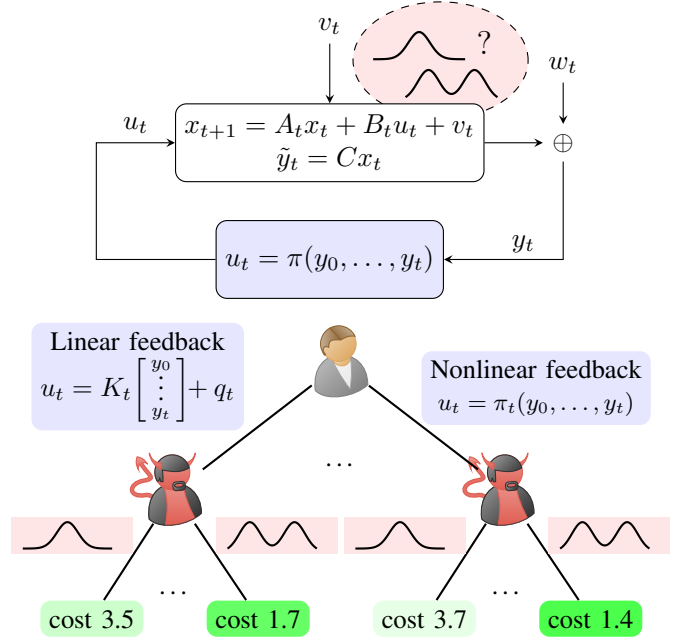 v_t
?
w_t
u_t
x_{t+1} = A_t x_t + B_t u_t + v_t
ỹ_t = C x_t
⊕
y_t
u_t = π(y_0, …, y_t)
Linear feedback
u_t = K_t [y_0 ⋮ y_t] + q_t
Nonlinear feedback
u_t = π_t(y_0, …, y_t)
…
… …
cost 3.5 cost 1.7 cost 3.7 cost 1.4